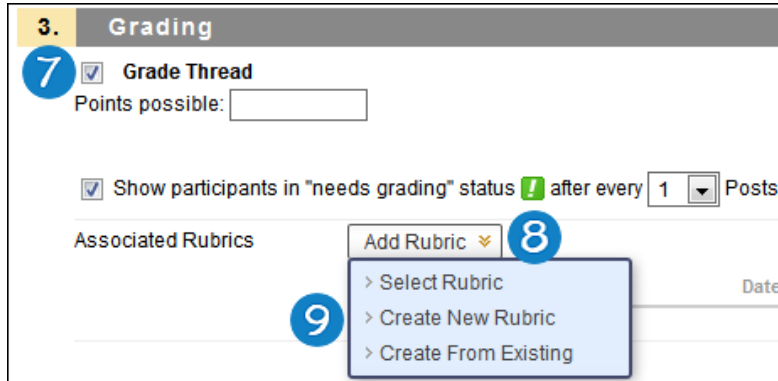 3. Grading
7 Grade Thread
Points possible:
Show participants in "needs grading" status ! after every 1 Posts
Associated Rubrics Add Rubric 8
> Select Rubric Date
9 > Create New Rubric
> Create From Existing